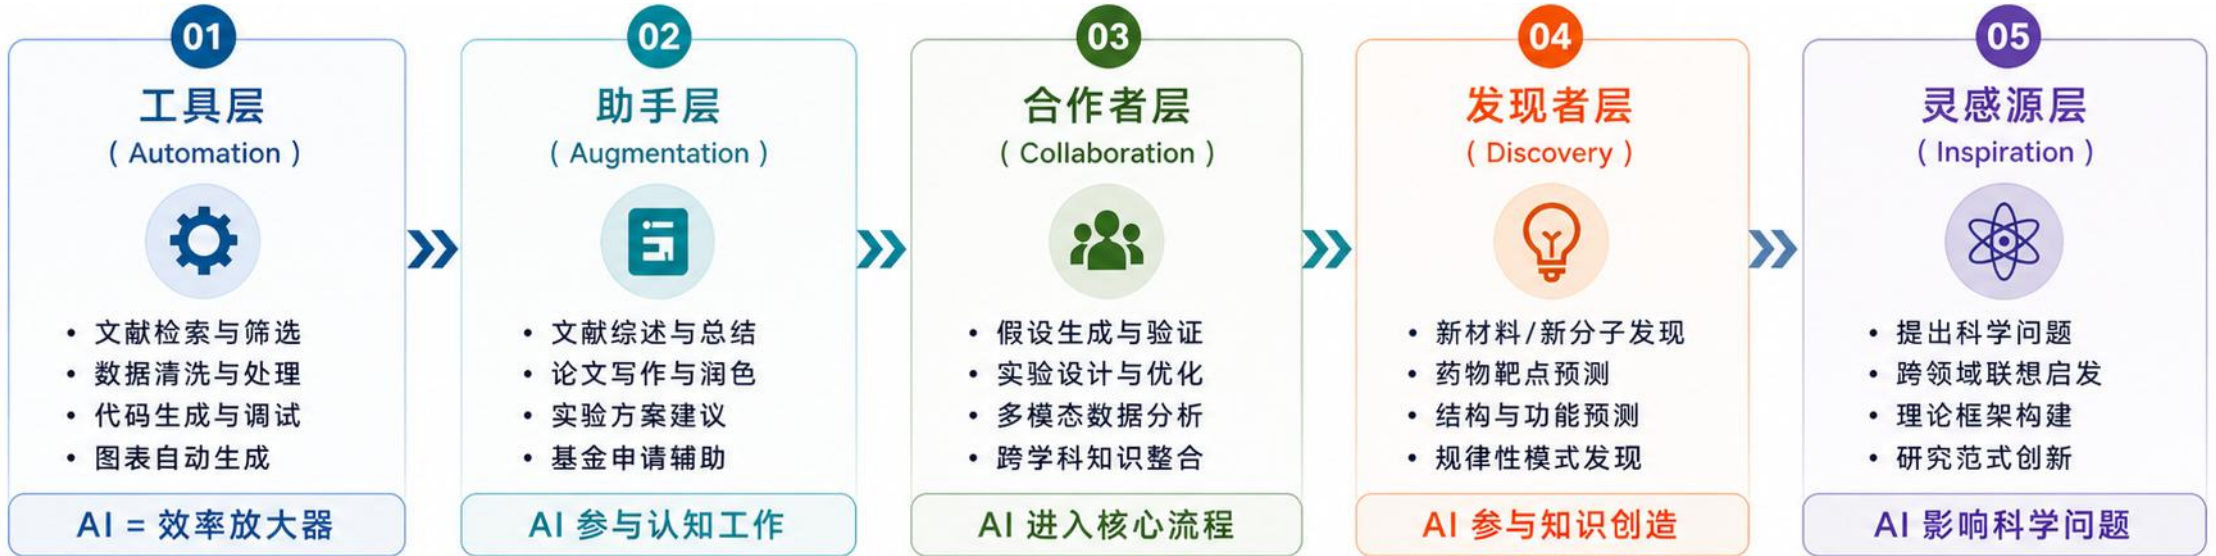 01
工具层
( Automation )
• 文献检索与筛选
• 数据清洗与处理
• 代码生成与调试
• 图表自动生成
AI = 效率放大器
02
助手层
( Augmentation )
• 文献综述与总结
• 论文写作与润色
• 实验方案建议
• 基金申请辅助
AI 参与认知工作
03
合作者层
( Collaboration )
• 假设生成与验证
• 实验设计与优化
• 多模态数据分析
• 跨学科知识整合
AI 进入核心流程
04
发现者层
( Discovery )
• 新材料/新分子发现
• 药物靶点预测
• 结构与功能预测
• 规律性模式发现
AI 参与知识创造
05
灵感源层
( Inspiration )
• 提出科学问题
• 跨领域联想启发
• 理论框架构建
• 研究范式创新
AI 影响科学问题